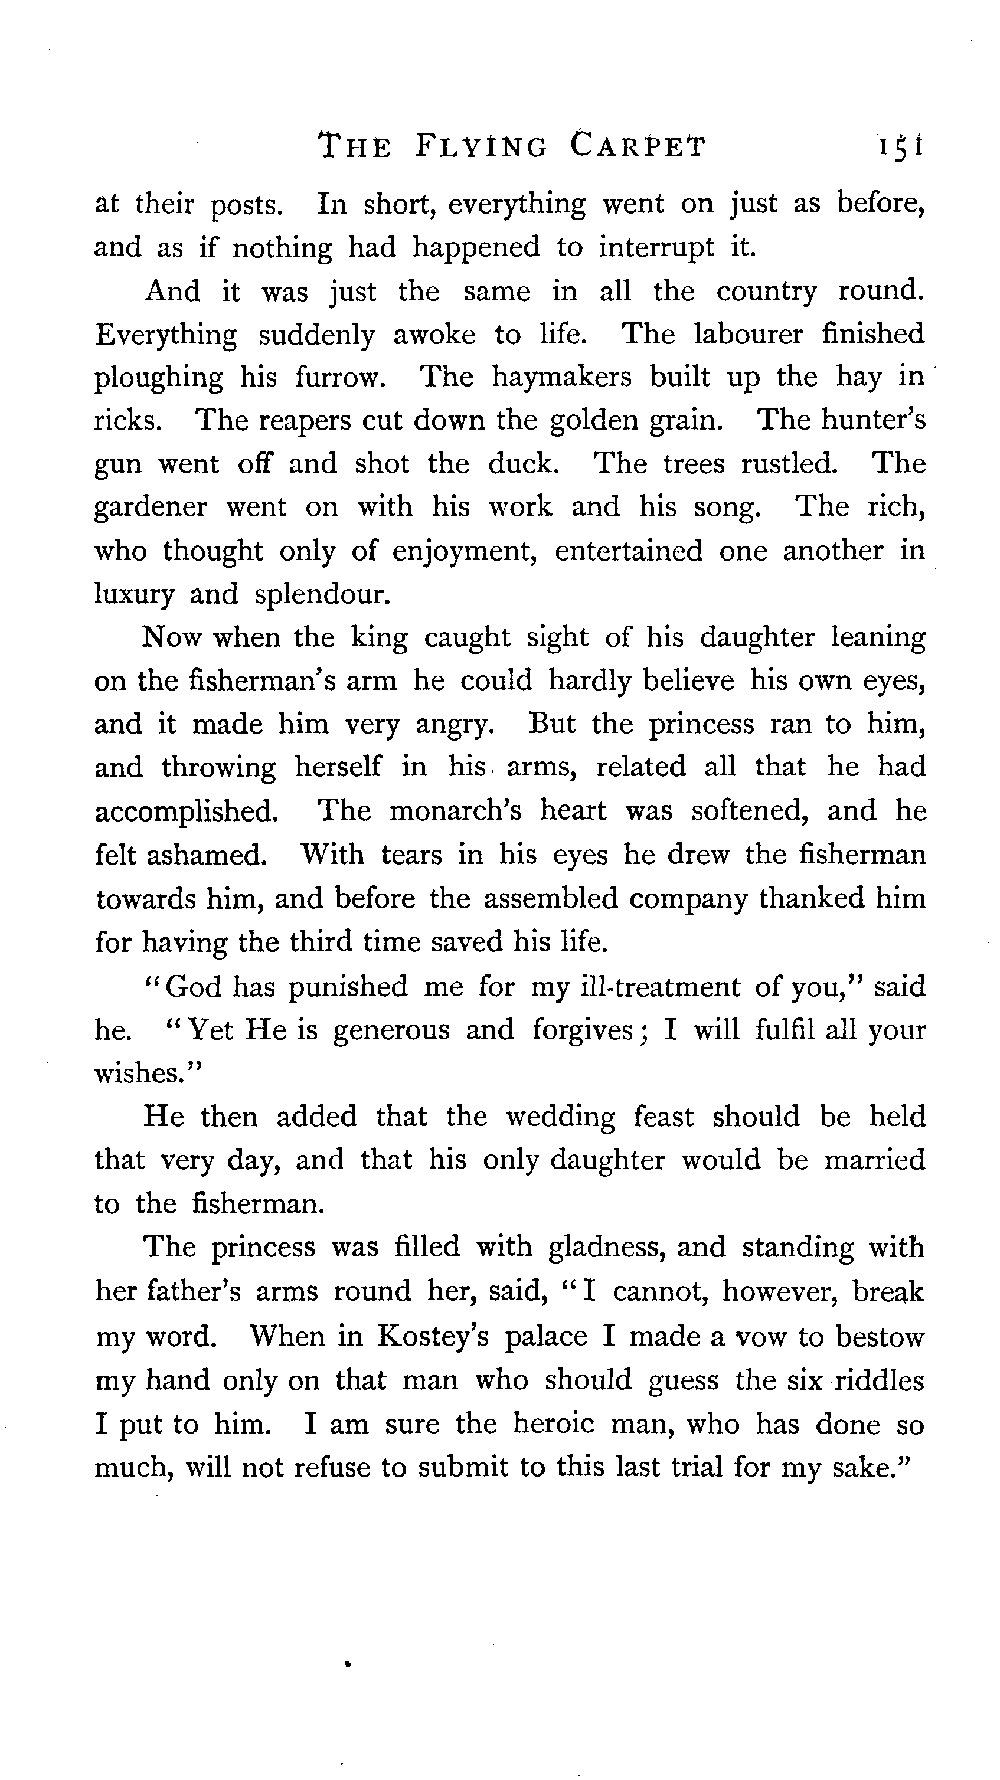 THE FLYING CARPET 151
at their posts. In short, everything went on just as before,
and as if nothing had happened to interrupt it.
And it was just the same in all the country round.
Everything suddenly awoke to life. The labourer finished
ploughing his furrow. The haymakers built up the hay in
ricks. The reapers cut down the golden grain. The hunter's
gun went off and shot the duck. The trees rustled. The
gardener went on with his work and his song. The rich,
who thought only of enjoyment, entertained one another in
luxury and splendour.
Now when the king caught sight of his daughter leaning
on the fisherman's arm he could hardly believe his own eyes,
and it made him very angry. But the princess ran to him,
and throwing herself in his arms, related all that he had
accomplished. The monarch's heart was softened, and he
felt ashamed. With tears in his eyes he drew the fisherman
towards him, and before the assembled company thanked him
for having the third time saved his life.
"God has punished me for my ill-treatment of you," said
he. "Yet He is generous and forgives; I will fulfil all your
wishes."
He then added that the wedding feast should be held
that very day, and that his only daughter would be married
to the fisherman.
The princess was filled with gladness, and standing with
her father's arms round her, said, "I cannot, however, break
my word. When in Kostey's palace I made a vow to bestow
my hand only on that man who should guess the six riddles
I put to him. I am sure the heroic man, who has done so
much, will not refuse to submit to this last trial for my sake."